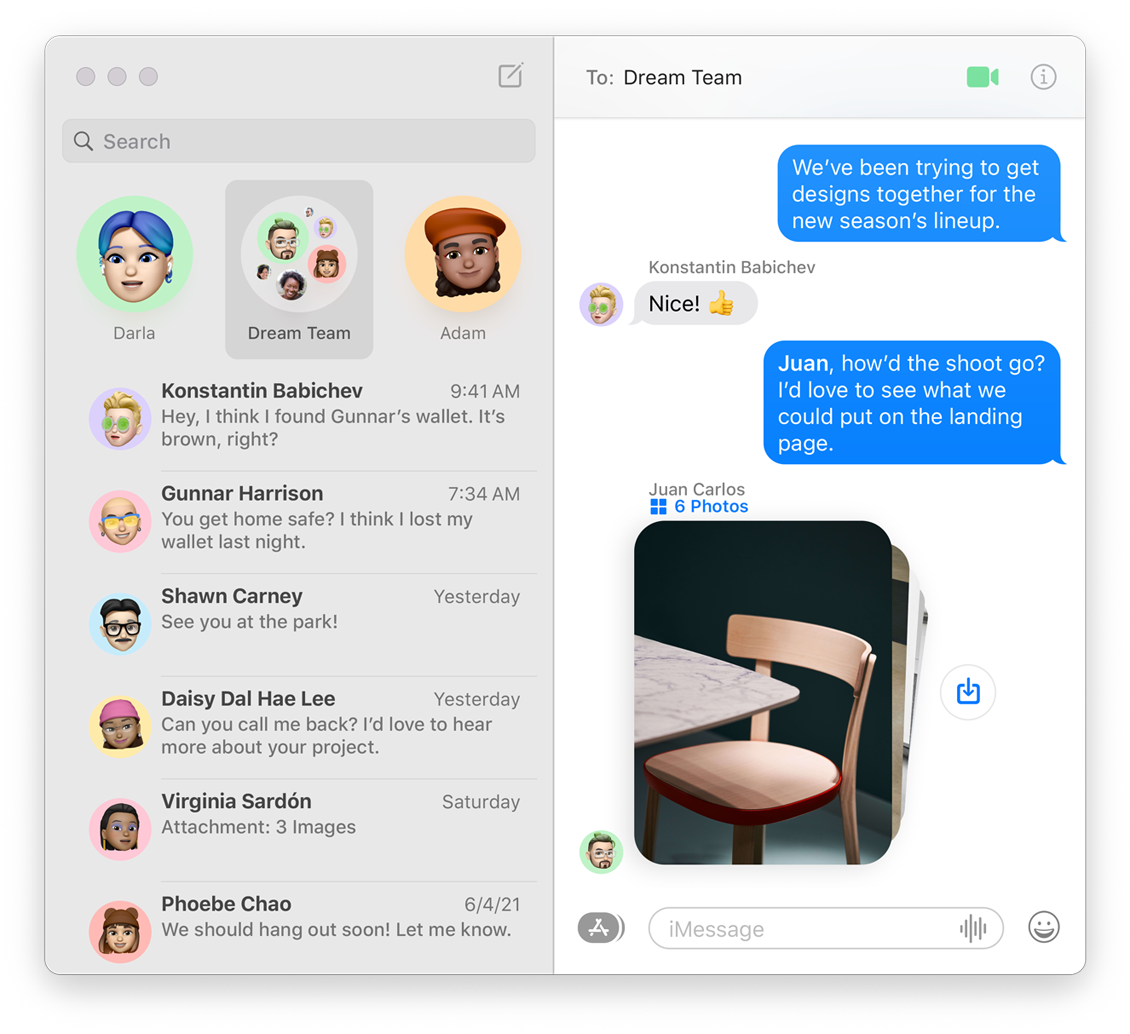 Search
Darla
Dream Team
Adam
Konstantin Babichev 9:41 AM
Hey, I think I found Gunnar’s wallet. It’s
brown, right?
Gunnar Harrison 7:34 AM
You get home safe? I think I lost my
wallet last night.
Shawn Carney Yesterday
See you at the park!
Daisy Dal Hae Lee Yesterday
Can you call me back? I’d love to hear
more about your project.
Virginia Sardón Saturday
Attachment: 3 Images
Phoebe Chao 6/4/21
We should hang out soon! Let me know.
To: Dream Team
We’ve been trying to get
designs together for the
new season’s lineup.
Konstantin Babichev
Nice! 👍
Juan, how’d the shoot go?
I’d love to see what we
could put on the landing
page.
Juan Carlos
6 Photos
iMessage